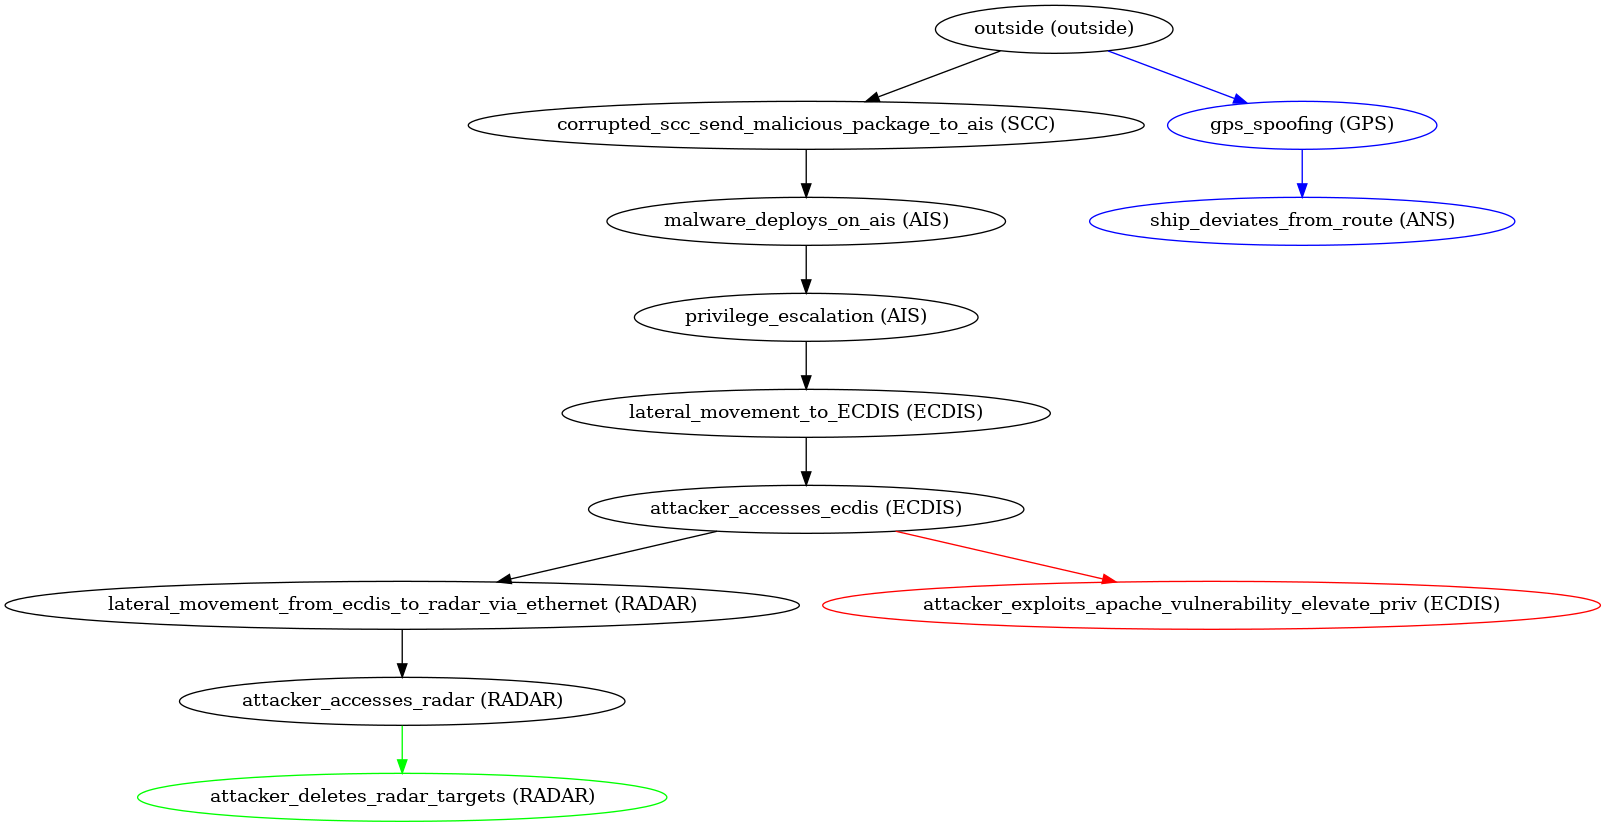 outside (outside)
corrupted_scc_send_malicious_package_to_ais (SCC)
gps_spoofing (GPS)
malware_deploys_on_ais (AIS)
ship_deviates_from_route (ANS)
privilege_escalation (AIS)
lateral_movement_to_ECDIS (ECDIS)
attacker_accesses_ecdis (ECDIS)
lateral_movement_from_ecdis_to_radar_via_ethernet (RADAR)
attacker_exploits_apache_vulnerability_elevate_priv (ECDIS)
attacker_accesses_radar (RADAR)
attacker_deletes_radar_targets (RADAR)